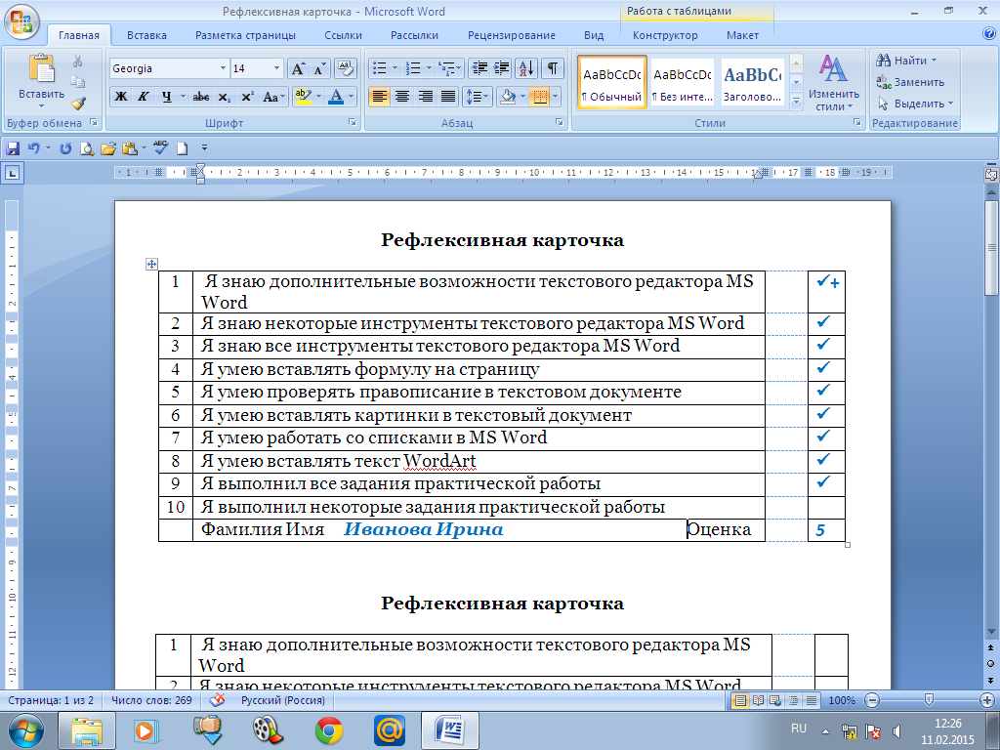 Рефлексивная карточка - Microsoft Word
Работа с таблицами
Главная Вставка Разметка страницы Ссылки Рассылки Рецензирование Вид Конструктор Макет
Вставить
Буфер обмена
Georgia 14
Ж К Ч abc x₂ x² Aa
Шрифт
Абзац
AaBbCcDc AaBbCcDc AaBbCc
¶ Обычный ¶ Без инте... Заголово...
Стили
Изменить стили
Найти
Заменить
Выделить
Редактирование
1 1 2 3 4 5 6 7 8 9 10 11 12 13 14 15 17 18 19
Рефлексивная карточка
1 Я знаю дополнительные возможности текстового редактора MS ✓+
Word
2 Я знаю некоторые инструменты текстового редактора MS Word ✓
3 Я знаю все инструменты текстового редактора MS Word ✓
4 Я умею вставлять формулу на страницу ✓
5 Я умею проверять правописание в текстовом документе ✓
6 Я умею вставлять картинки в текстовый документ ✓
7 Я умею работать со списками в MS Word ✓
8 Я умею вставлять текст WordArt ✓
9 Я выполнил все задания практической работы ✓
10 Я выполнил некоторые задания практической работы
Фамилия Имя Иванова Ирина Оценка 5
Рефлексивная карточка
1 Я знаю дополнительные возможности текстового редактора MS
Word
2 Я знаю некоторые инструменты текстового редактора MS Word
Страница: 1 из 2 Число слов: 269 Русский (Россия) 100%
RU 12:26
11.02.2015